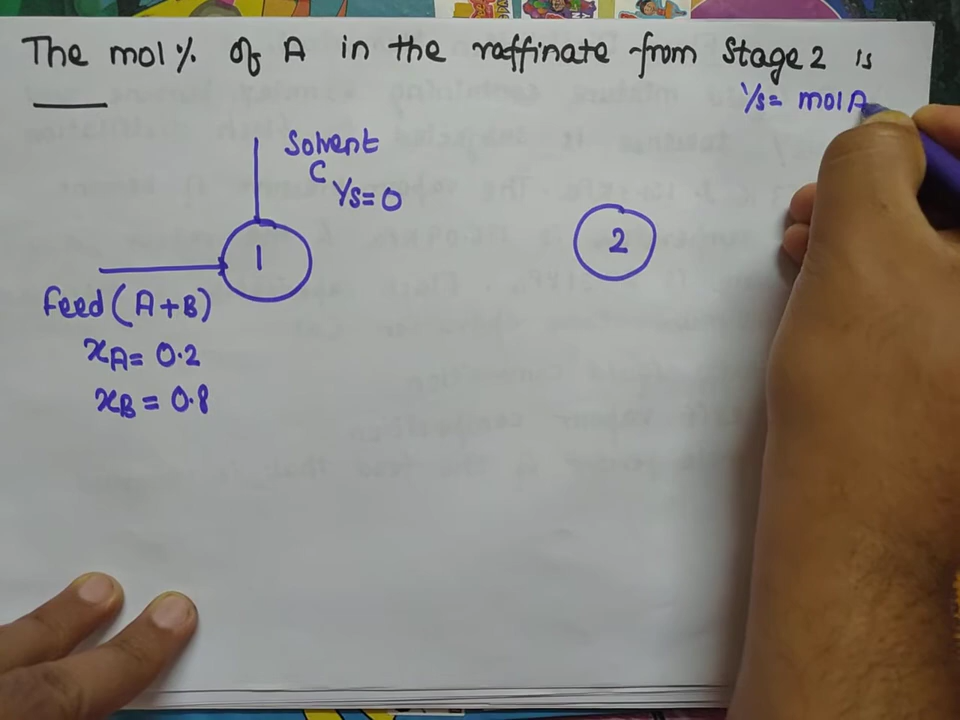 The mol% of A in the raffinate from Stage 2 is
____
Ys= mol A
Solvent
C
Ys=0
1
2
feed (A+B)
xA= 0.2
xB = 0.8